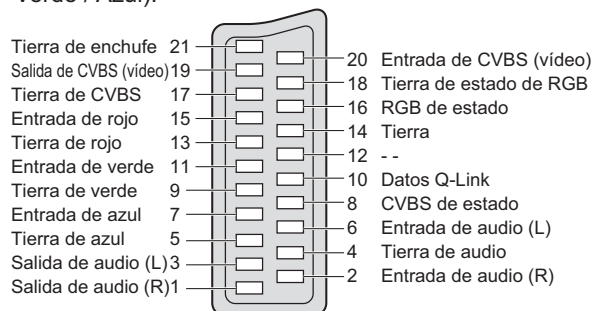 Verde / Azul).
Tierra de enchufe 21
Salida de CVBS (vídeo) 19
Tierra de CVBS 17
Entrada de rojo 15
Tierra de rojo 13
Entrada de verde 11
Tierra de verde 9
Entrada de azul 7
Tierra de azul 5
Salida de audio (L) 3
Salida de audio (R) 1
20 Entrada de CVBS (vídeo)
18 Tierra de estado de RGB
16 RGB de estado
14 Tierra
12 - -
10 Datos Q-Link
8 CVBS de estado
6 Entrada de audio (L)
4 Tierra de audio
2 Entrada de audio (R)